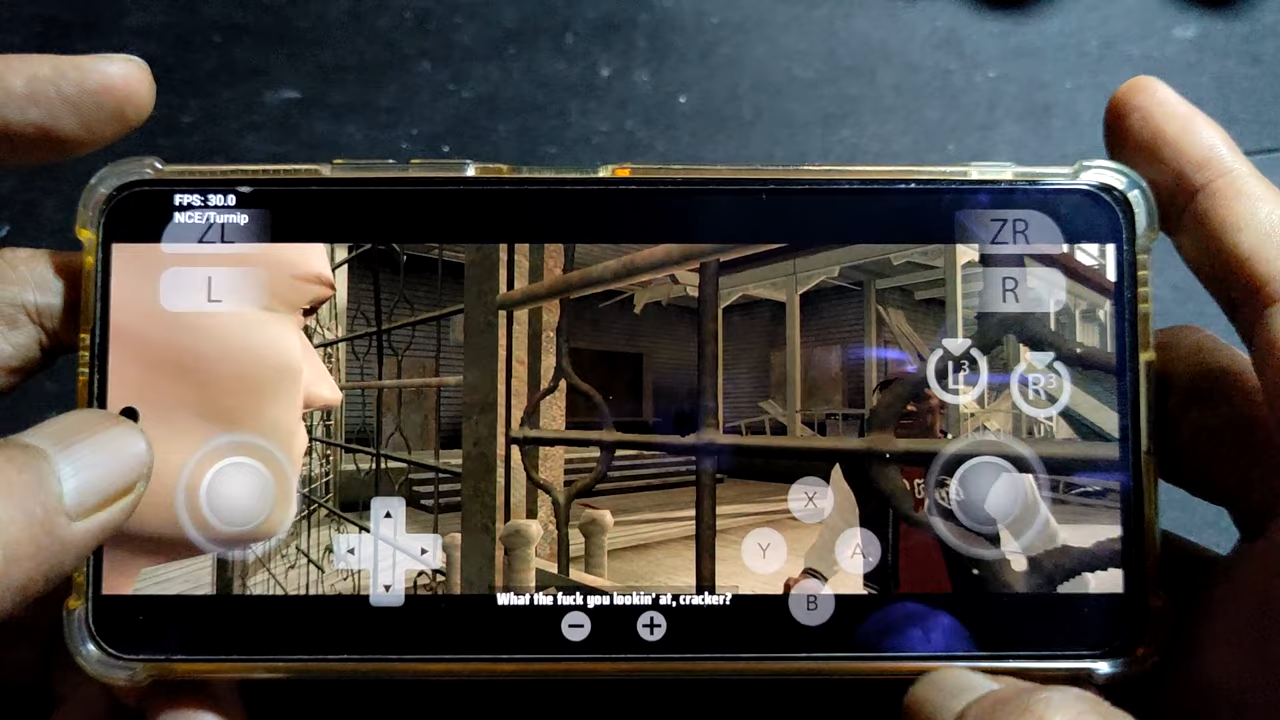 FPS: 30.0
NCE/Turnip
ZL
ZR
L
R
L3
R3
X
Y
A
B
What the fuck you lookin' at, cracker?